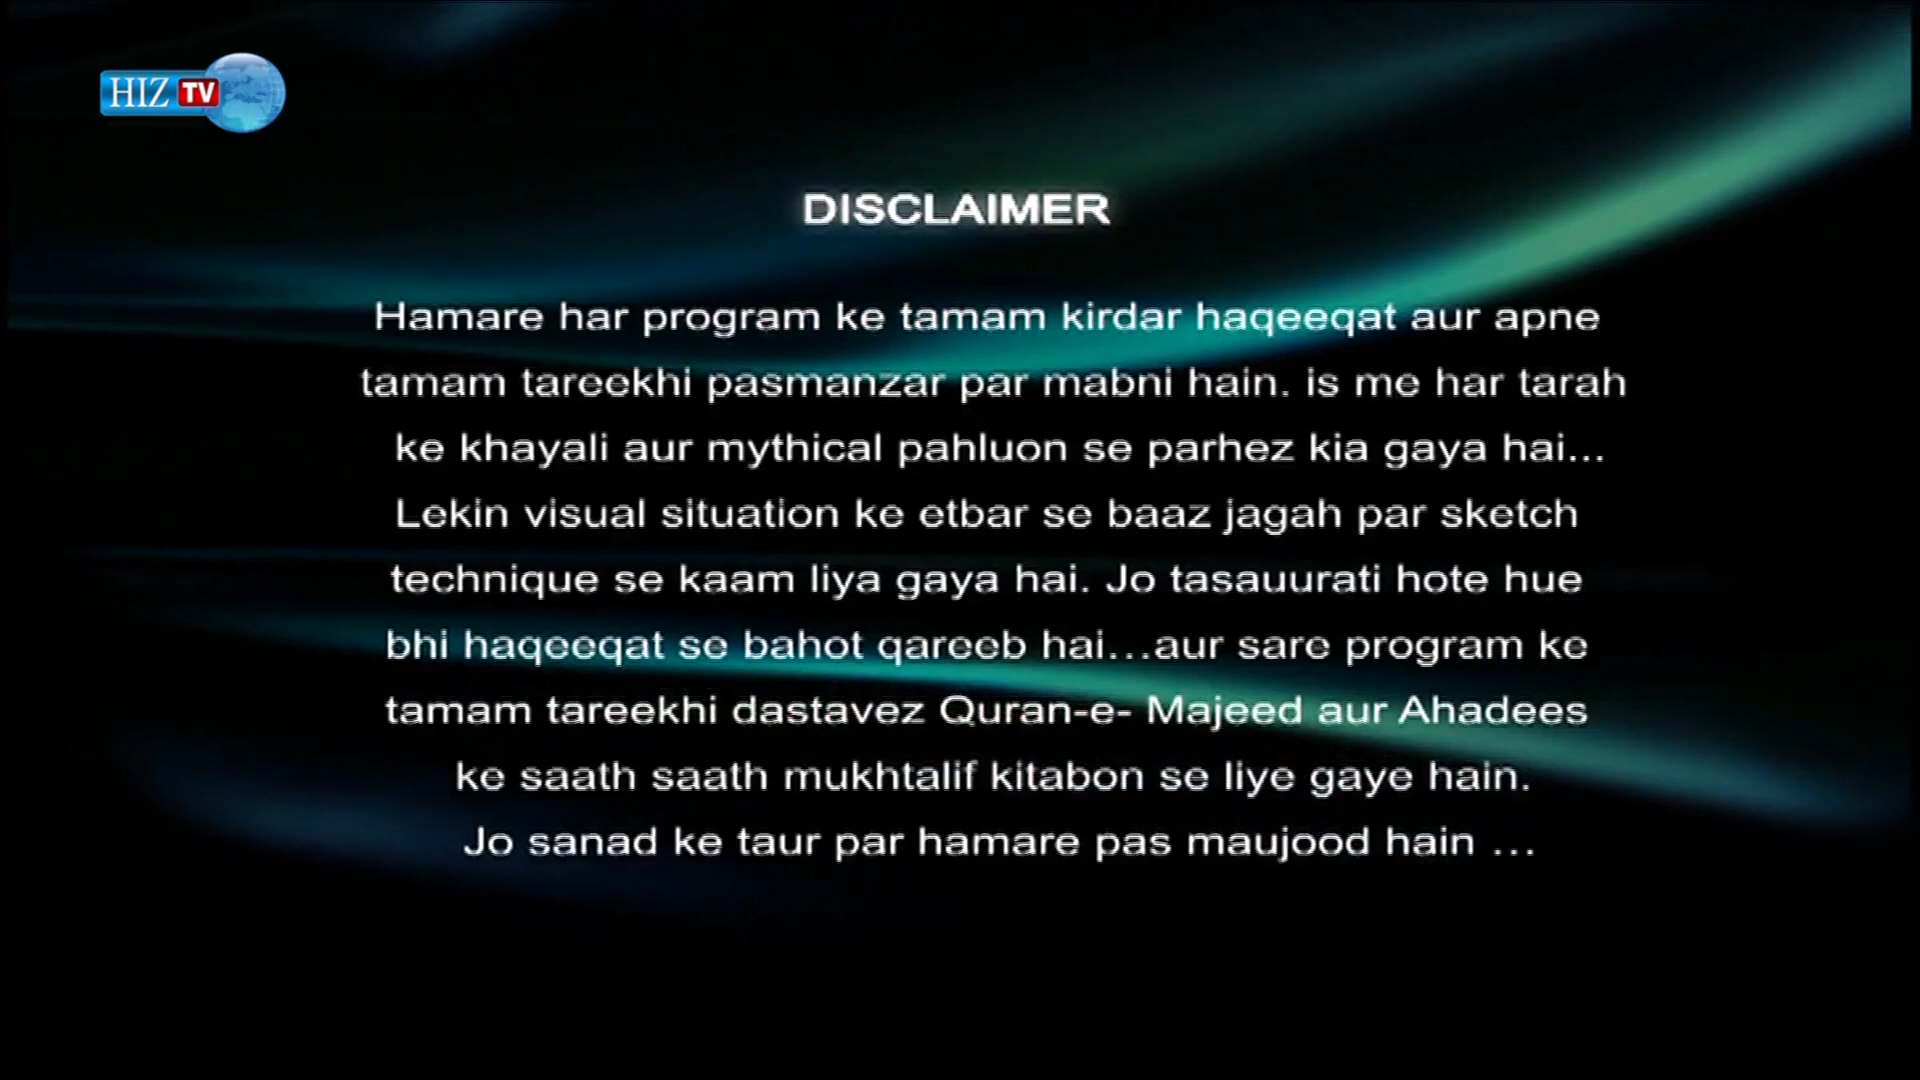 HIZ TV
DISCLAIMER
Hamare har program ke tamam kirdar haqeeqat aur apne
tamam tareekhi pasmanzar par mabni hain. is me har tarah
ke khayali aur mythical pahluon se parhez kia gaya hai...
Lekin visual situation ke etbar se baaz jagah par sketch
technique se kaam liya gaya hai. Jo tasauurati hote hue
bhi haqeeqat se bahot qareeb hai...aur sare program ke
tamam tareekhi dastavez Quran-e- Majeed aur Ahadees
ke saath saath mukhtalif kitabon se liye gaye hain.
Jo sanad ke taur par hamare pas maujood hain ...